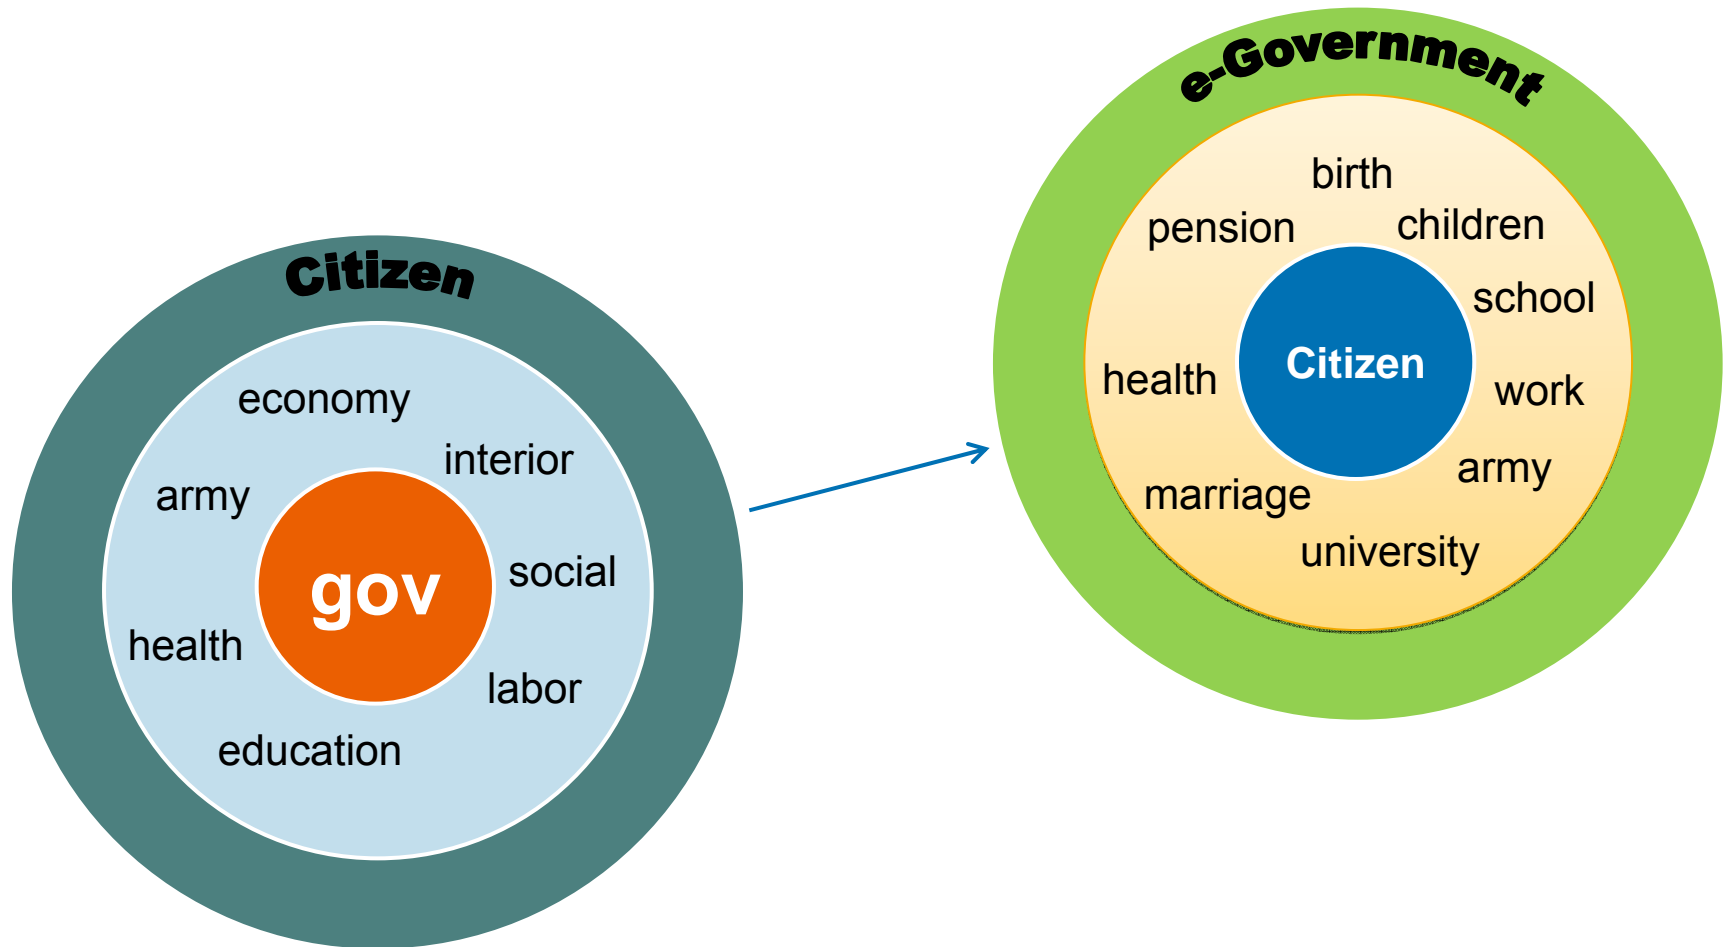 Citizen
economy
interior
army
gov
social
health
labor
education
e-Government
birth
pension
children
school
Citizen
health
work
army
marriage
university